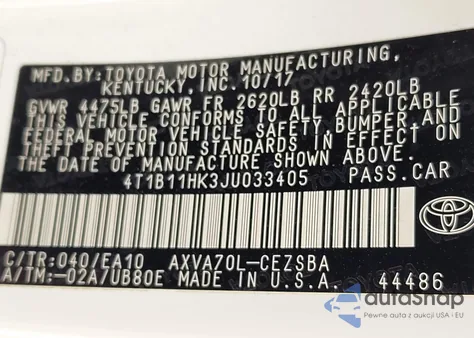 MFD.BY:TOYOTA MOTOR MANUFACTURING,
KENTUCKY,INC. 10/17
GVWR 4475LB GAWR FR 2620LB RR 2420LB
THIS VEHICLE CONFORMS TO ALL APPLICABLE
FEDERAL MOTOR VEHICLE SAFETY,BUMPER,AND
THEFT PREVENTION STANDARDS IN EFFECT ON
THE DATE OF MANUFACTURE SHOWN ABOVE.
4T1B11HK3JU033405 PASS.CAR
TOYOTA
C/TR:040/EA10 AXVA70L-CEZSBA
A/TM:-02A/UB80E MADE IN U.S.A. 44486
autosnap
Pewne auta z aukcji USA i EU